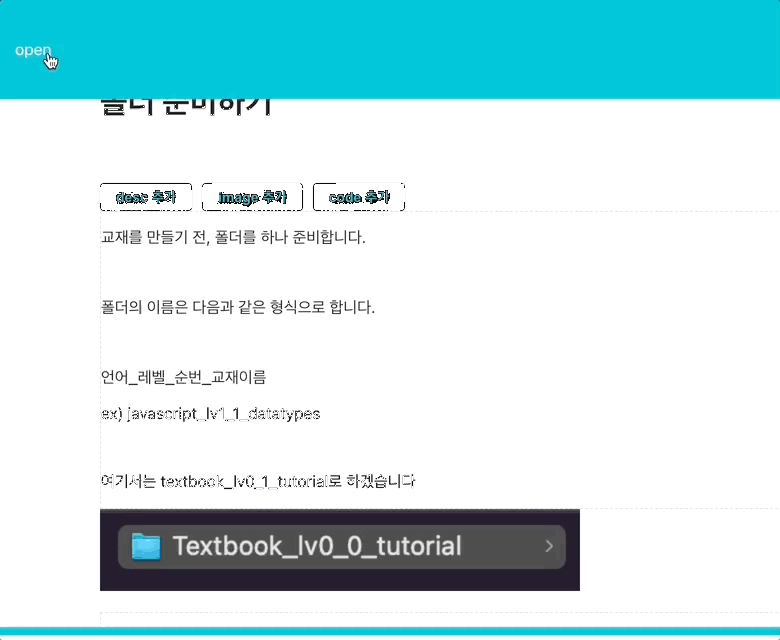 open
폴더 준비하기
desc 추가 image 추가 code 추가
교재를 만들기 전, 폴더를 하나 준비합니다.
폴더의 이름은 다음과 같은 형식으로 합니다.
언어_레벨_순번_교재이름
ex) javascript_lv1_1_datatypes
여기서는 textbook_lv0_1_tutorial로 하겠습니다
Textbook_lv0_0_tutorial